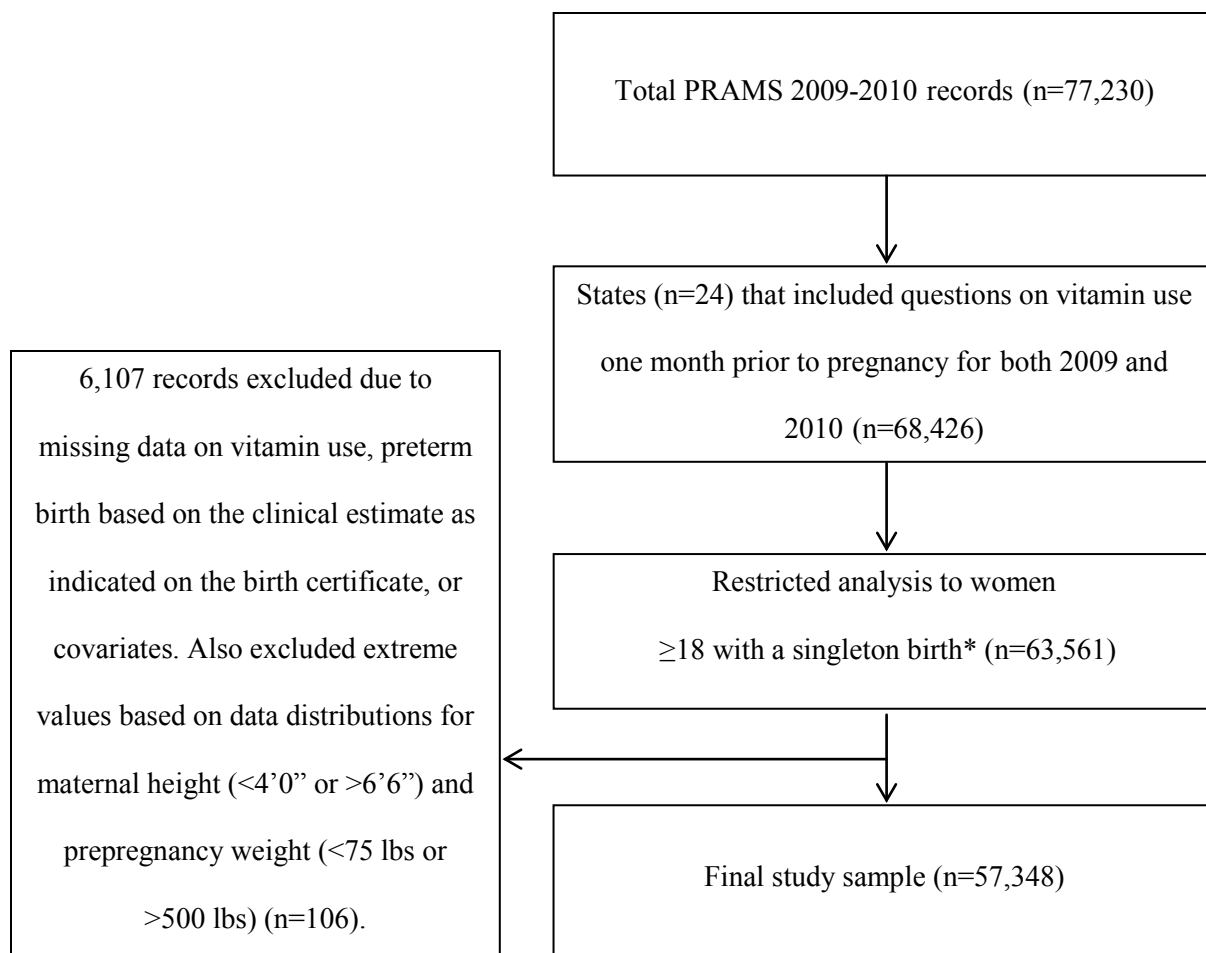 Total PRAMS 2009-2010 records (n=77,230)
States (n=24) that included questions on vitamin use
one month prior to pregnancy for both 2009 and
2010 (n=68,426)
Restricted analysis to women
≥18 with a singleton birth* (n=63,561)
6,107 records excluded due to
missing data on vitamin use, preterm
birth based on the clinical estimate as
indicated on the birth certificate, or
covariates. Also excluded extreme
values based on data distributions for
maternal height (<4’0” or >6’6”) and
prepregnancy weight (<75 lbs or
>500 lbs) (n=106).
Final study sample (n=57,348)